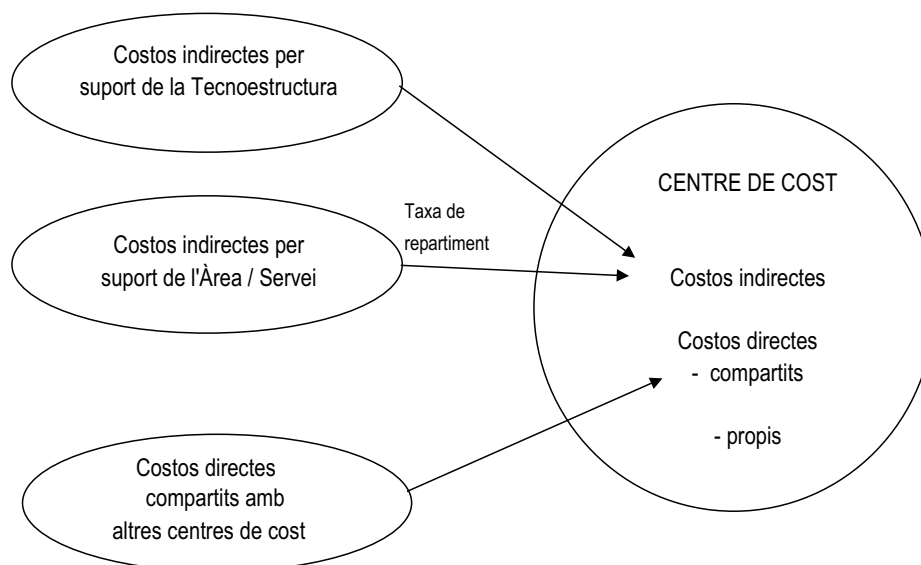 Costos indirectes per
suport de la Tecnoestructura
Costos indirectes per
suport de l'Àrea / Servei
Costos directes
compartits amb
altres centres de cost
Taxa de
repartiment
CENTRE DE COST
Costos indirectes
Costos directes
- compartits
- propis